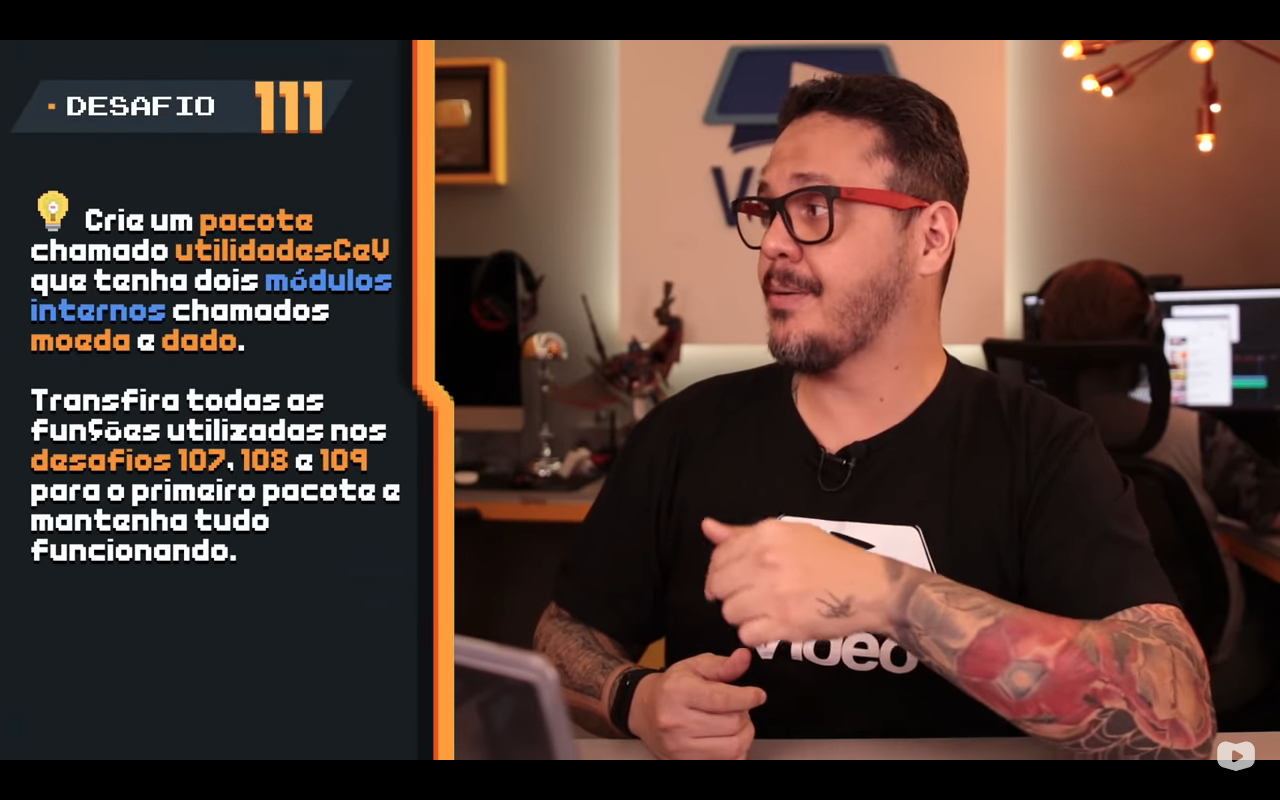 DESAFIO 111
Crie um pacote
chamado utilidadesCeV
que tenha dois módulos
internos chamados
moeda e dado.
Transfira todas as
funções utilizadas nos
desafios 107, 108 e 109
para o primeiro pacote e
mantenha tudo
funcionando.
V
Vídeo